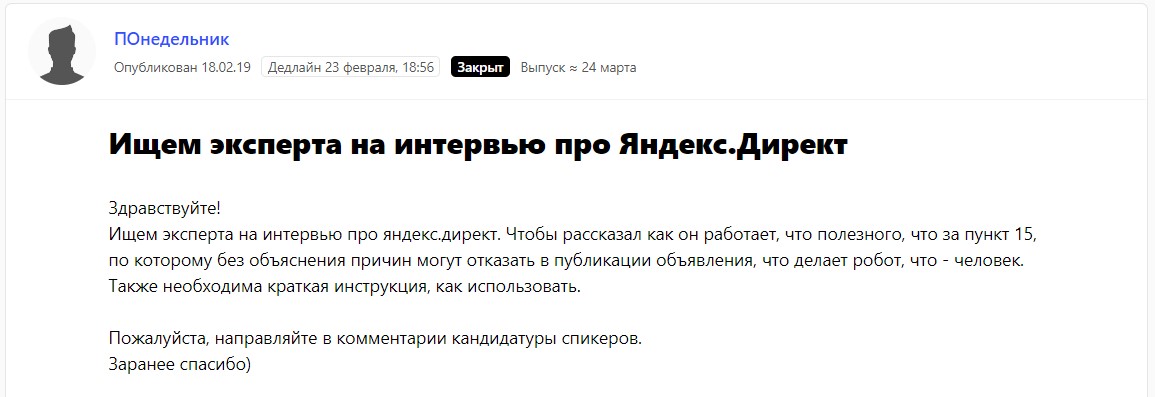 ПОнедельник
Опубликован 18.02.19 Дедлайн 23 февраля, 18:56 Закрыт Выпуск ≈ 24 марта
Ищем эксперта на интервью про Яндекс.Директ
Здравствуйте!
Ищем эксперта на интервью про яндекс.директ. Чтобы рассказал как он работает, что полезного, что за пункт 15,
по которому без объяснения причин могут отказать в публикации объявления, что делает робот, что - человек.
Также необходима краткая инструкция, как использовать.
Пожалуйста, направляйте в комментарии кандидатуры спикеров.
Заранее спасибо)